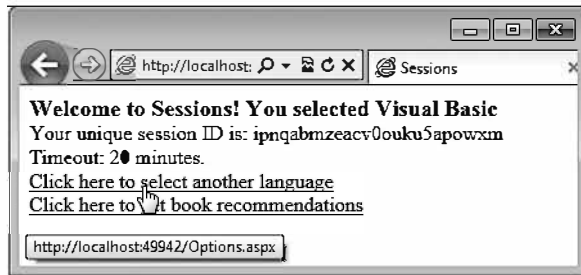 http://localhost:
Sessions
Welcome to Sessions! You selected Visual Basic
Your unique session ID is: ipnqabmzeacv0ouku5apowxm
Timeout: 20 minutes.
Click here to select another language
Click here to book recommendations
http://localhost:49942/Options.aspx